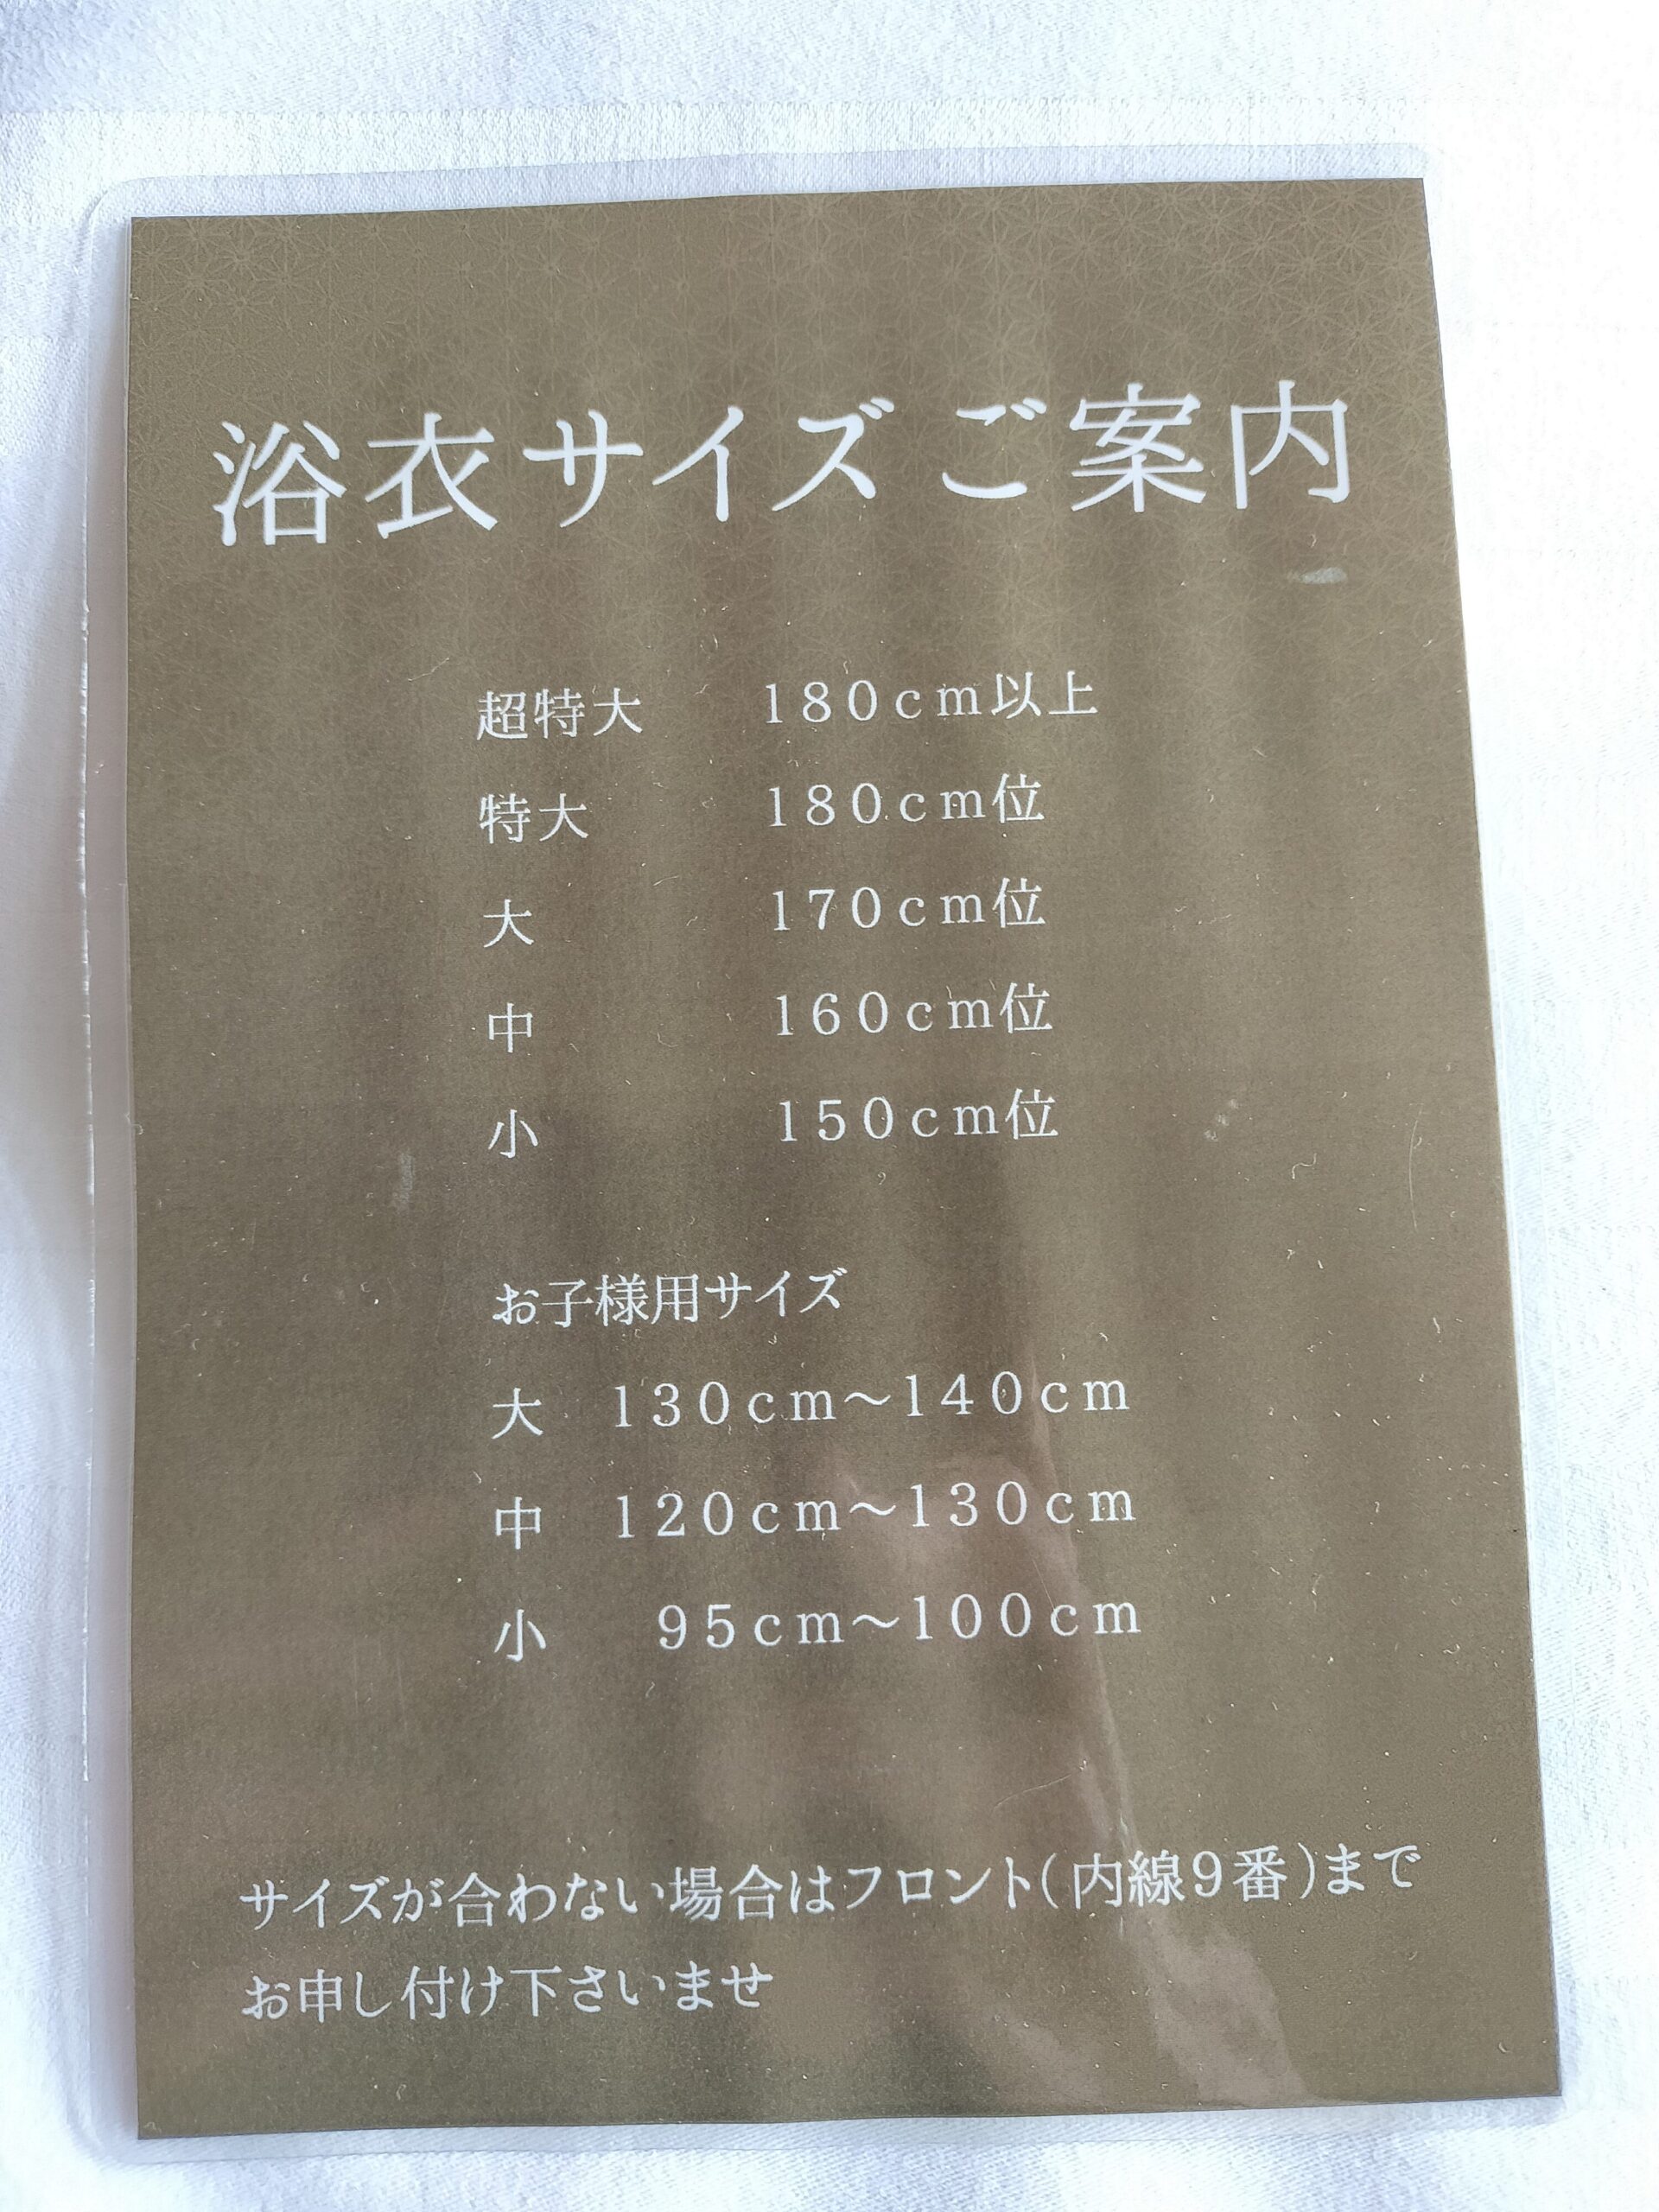 浴衣サイズ ご案内
超特大 180cm以上
特大 180cm位
大 170cm位
中 160cm位
小 150cm位
お子様用サイズ
大 130cm～140cm
中 120cm～130cm
小 95cm～100cm
サイズが合わない場合はフロント(内線9番)まで
お申し付け下さいませ